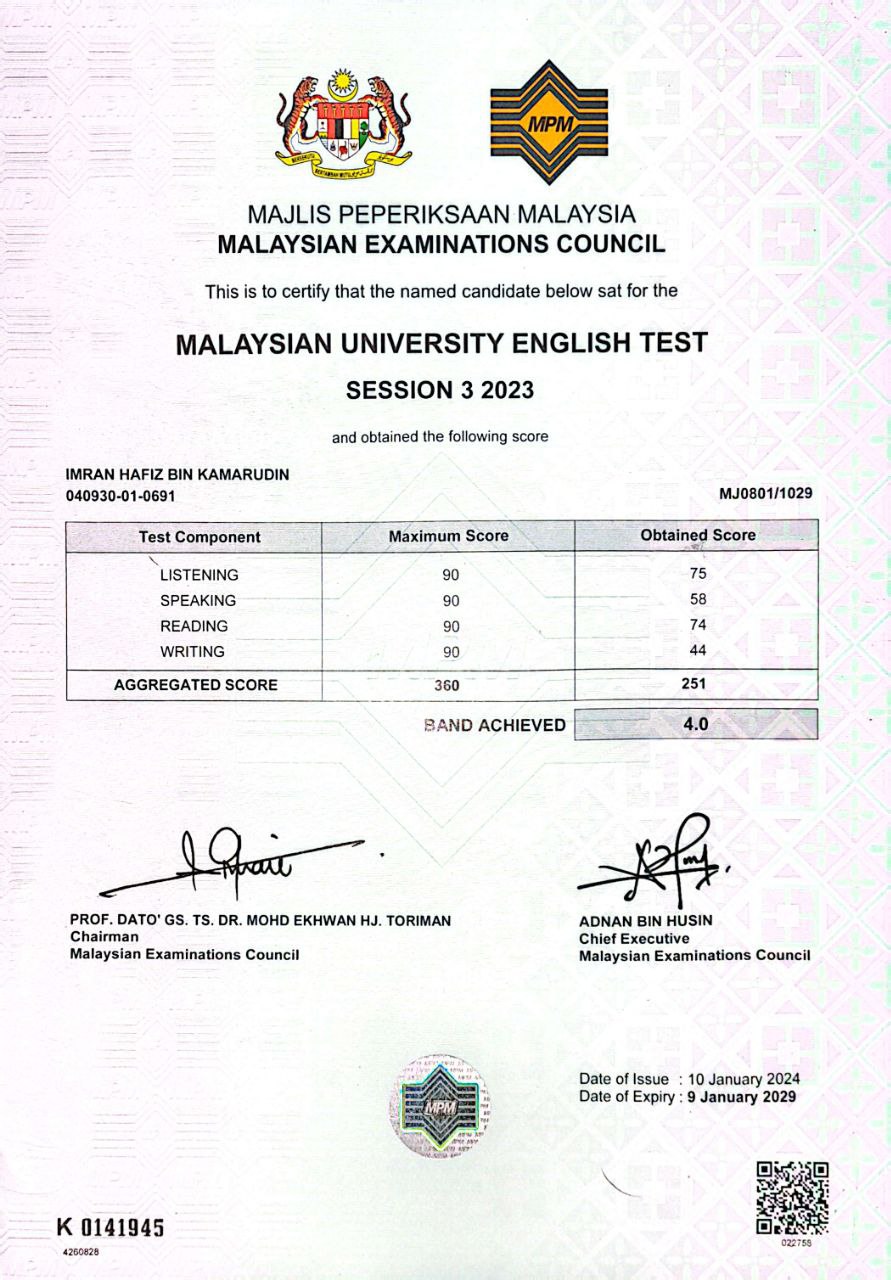 MPM
MAJLIS PEPERIKSAAN MALAYSIA
MALAYSIAN EXAMINATIONS COUNCIL
This is to certify that the named candidate below sat for the
MALAYSIAN UNIVERSITY ENGLISH TEST
SESSION 3 2023
and obtained the following score
IMRAN HAFIZ BIN KAMARUDIN
040930-01-0691 MJ0801/1029
Test Component Maximum Score Obtained Score
LISTENING 90 75
SPEAKING 90 58
READING 90 74
WRITING 90 44
AGGREGATED SCORE 360 251
BAND ACHIEVED 4.0
PROF. DATO' GS. TS. DR. MOHD EKHWAN HJ. TORIMAN ADNAN BIN HUSIN
Chairman Chief Executive
Malaysian Examinations Council Malaysian Examinations Council
MPM
Date of Issue : 10 January 2024
Date of Expiry : 9 January 2029
K 0141945
4260828
022758